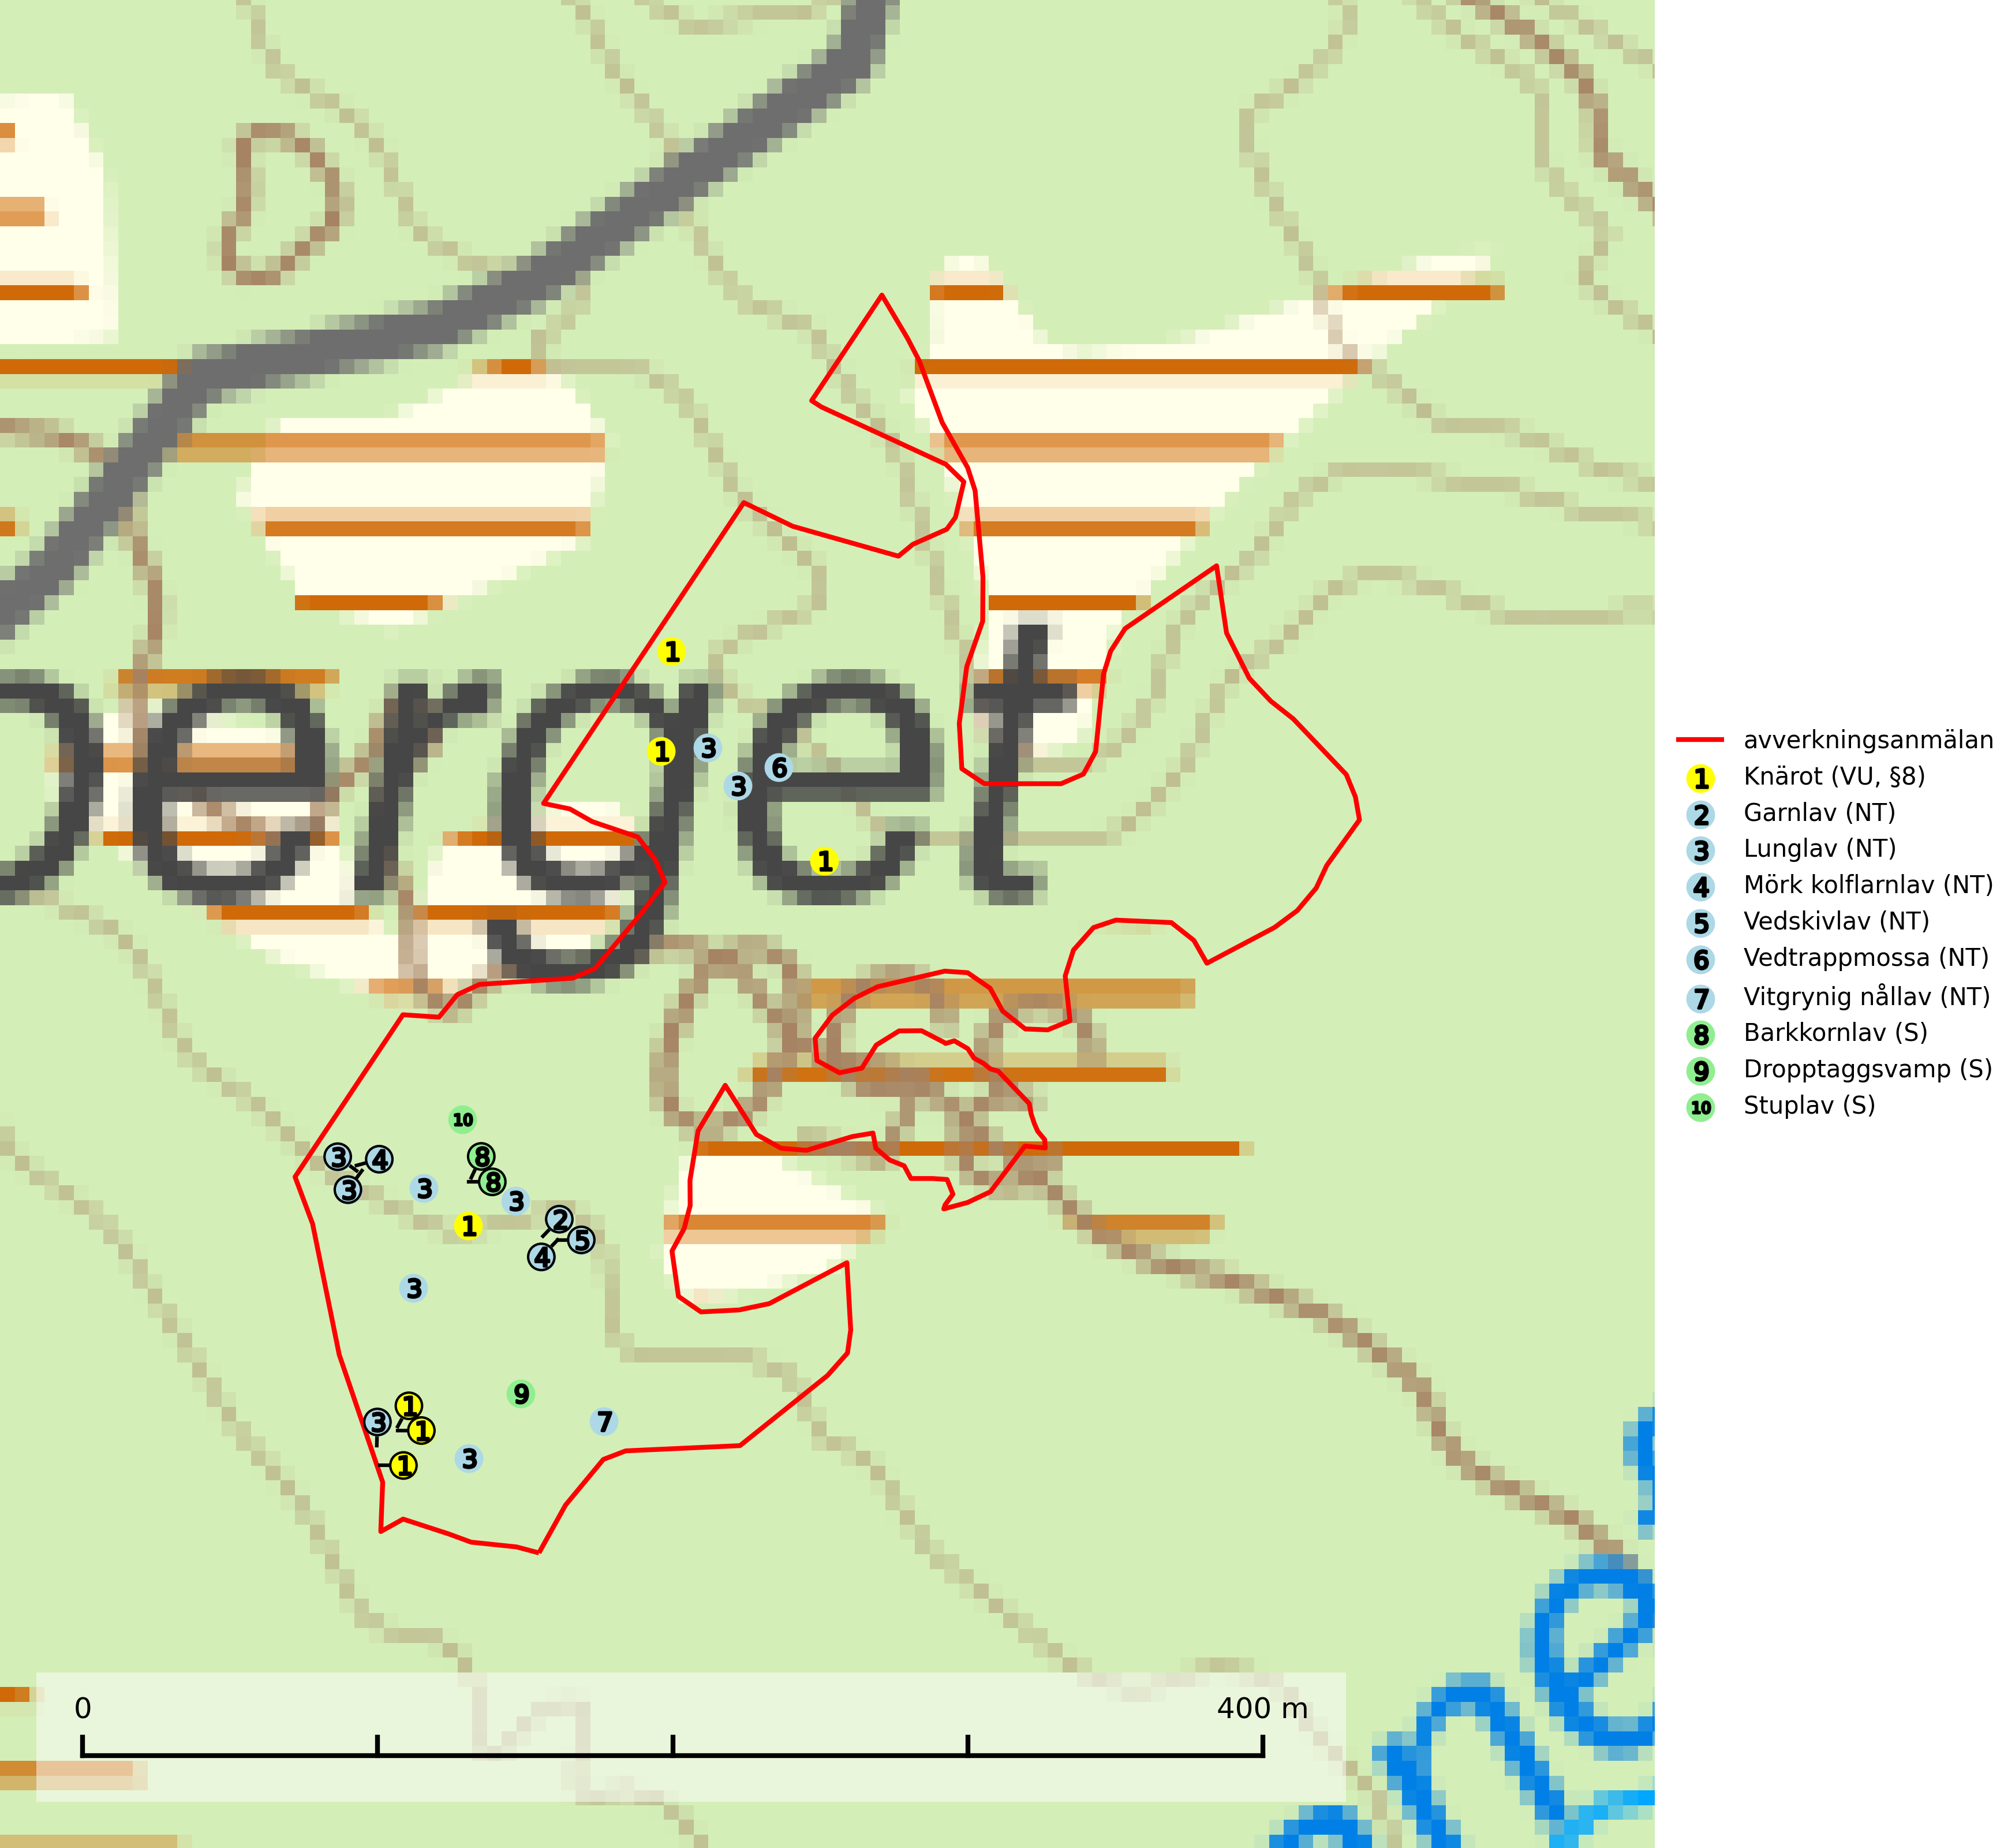 1
1
3
3
6
berget
1
10
3
4
3
8
8
3
3
1
2
5
4
3
1
3
1
1
9
7
3
0
400 m
avverkningsanmälan
1 Knärot (VU, §8)
2 Garnlav (NT)
3 Lunglav (NT)
4 Mörk kolflarnlav (NT)
5 Vedskivlav (NT)
6 Vedtrappmossa (NT)
7 Vitgrynig nållav (NT)
8 Barkkornlav (S)
9 Dropptaggsvamp (S)
10 Stuplav (S)